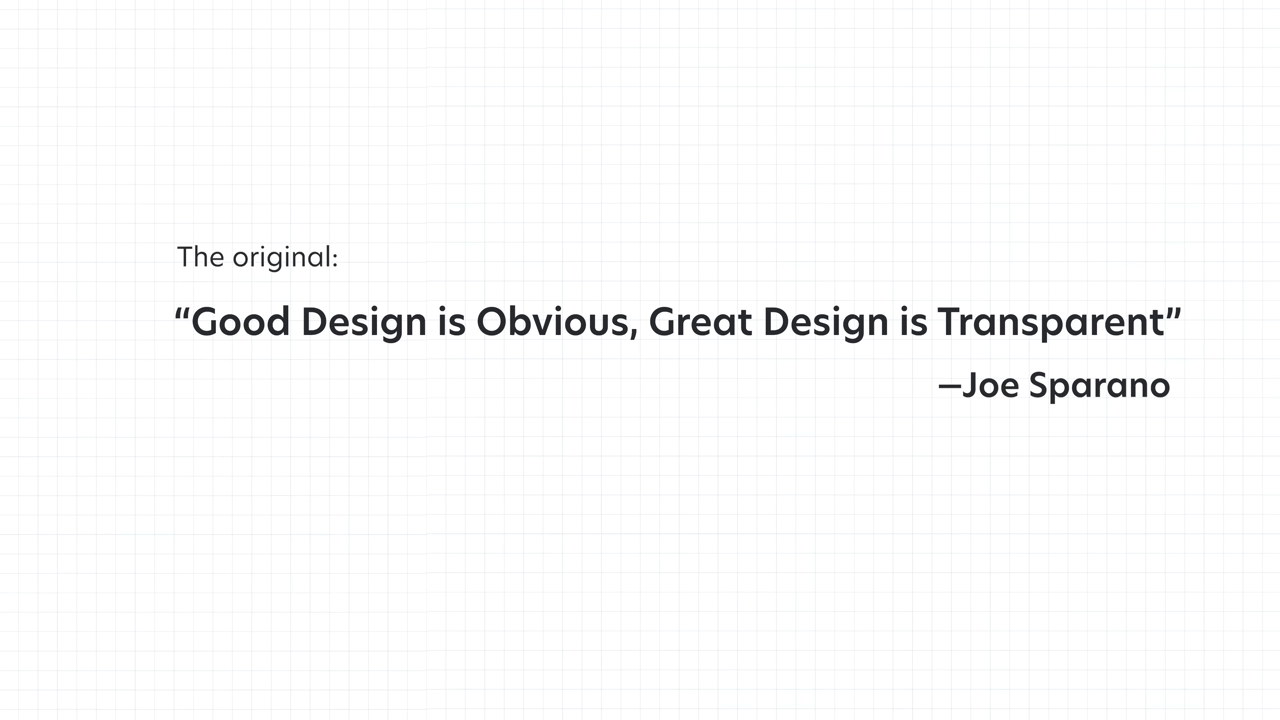 The original:
“Good Design is Obvious, Great Design is Transparent”
—Joe Sparano